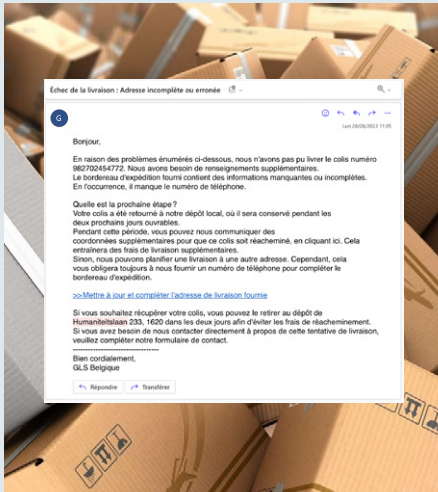 Échec de la livraison : Adresse incomplète ou erronée
G
lun 28/08/2023 11:05
Bonjour,
En raison des problèmes énumérés ci-dessous, nous n'avons pas pu livrer le colis numéro
982702454772. Nous avons besoin de renseignements supplémentaires.
Le bordereau d'expédition fourni contient des informations manquantes ou incomplètes.
En l'occurrence, il manque le numéro de téléphone.
Quelle est la prochaine étape ?
Votre colis a été retourné à notre dépôt local, où il sera conservé pendant les
deux prochains jours ouvrables.
Pendant cette période, vous pouvez nous communiquer des
coordonnées supplémentaires pour que ce colis soit réacheminé, en cliquant ici. Cela
entraînera des frais de livraison supplémentaires.
Sinon, nous pouvons planifier une livraison à une autre adresse. Cependant, cela
vous obligera toujours à nous fournir un numéro de téléphone pour compléter le
bordereau d'expédition.
>>Mettre à jour et compléter l'adresse de livraison fournie
Si vous souhaitez récupérer votre colis, vous pouvez le retirer au dépôt de
Humaniteitslaan 233, 1620 dans les deux jours afin d'éviter les frais de réacheminement.
Si vous avez besoin de nous contacter directement à propos de cette tentative de livraison,
veuillez compléter notre formulaire de contact.
----------------------------------
Bien cordialement,
GLS Belgique
Répondre Transférer